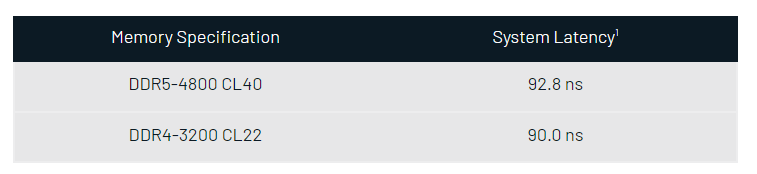 Memory Specification System Latency¹
DDR5-4800 CL40 92.8 ns
DDR4-3200 CL22 90.0 ns